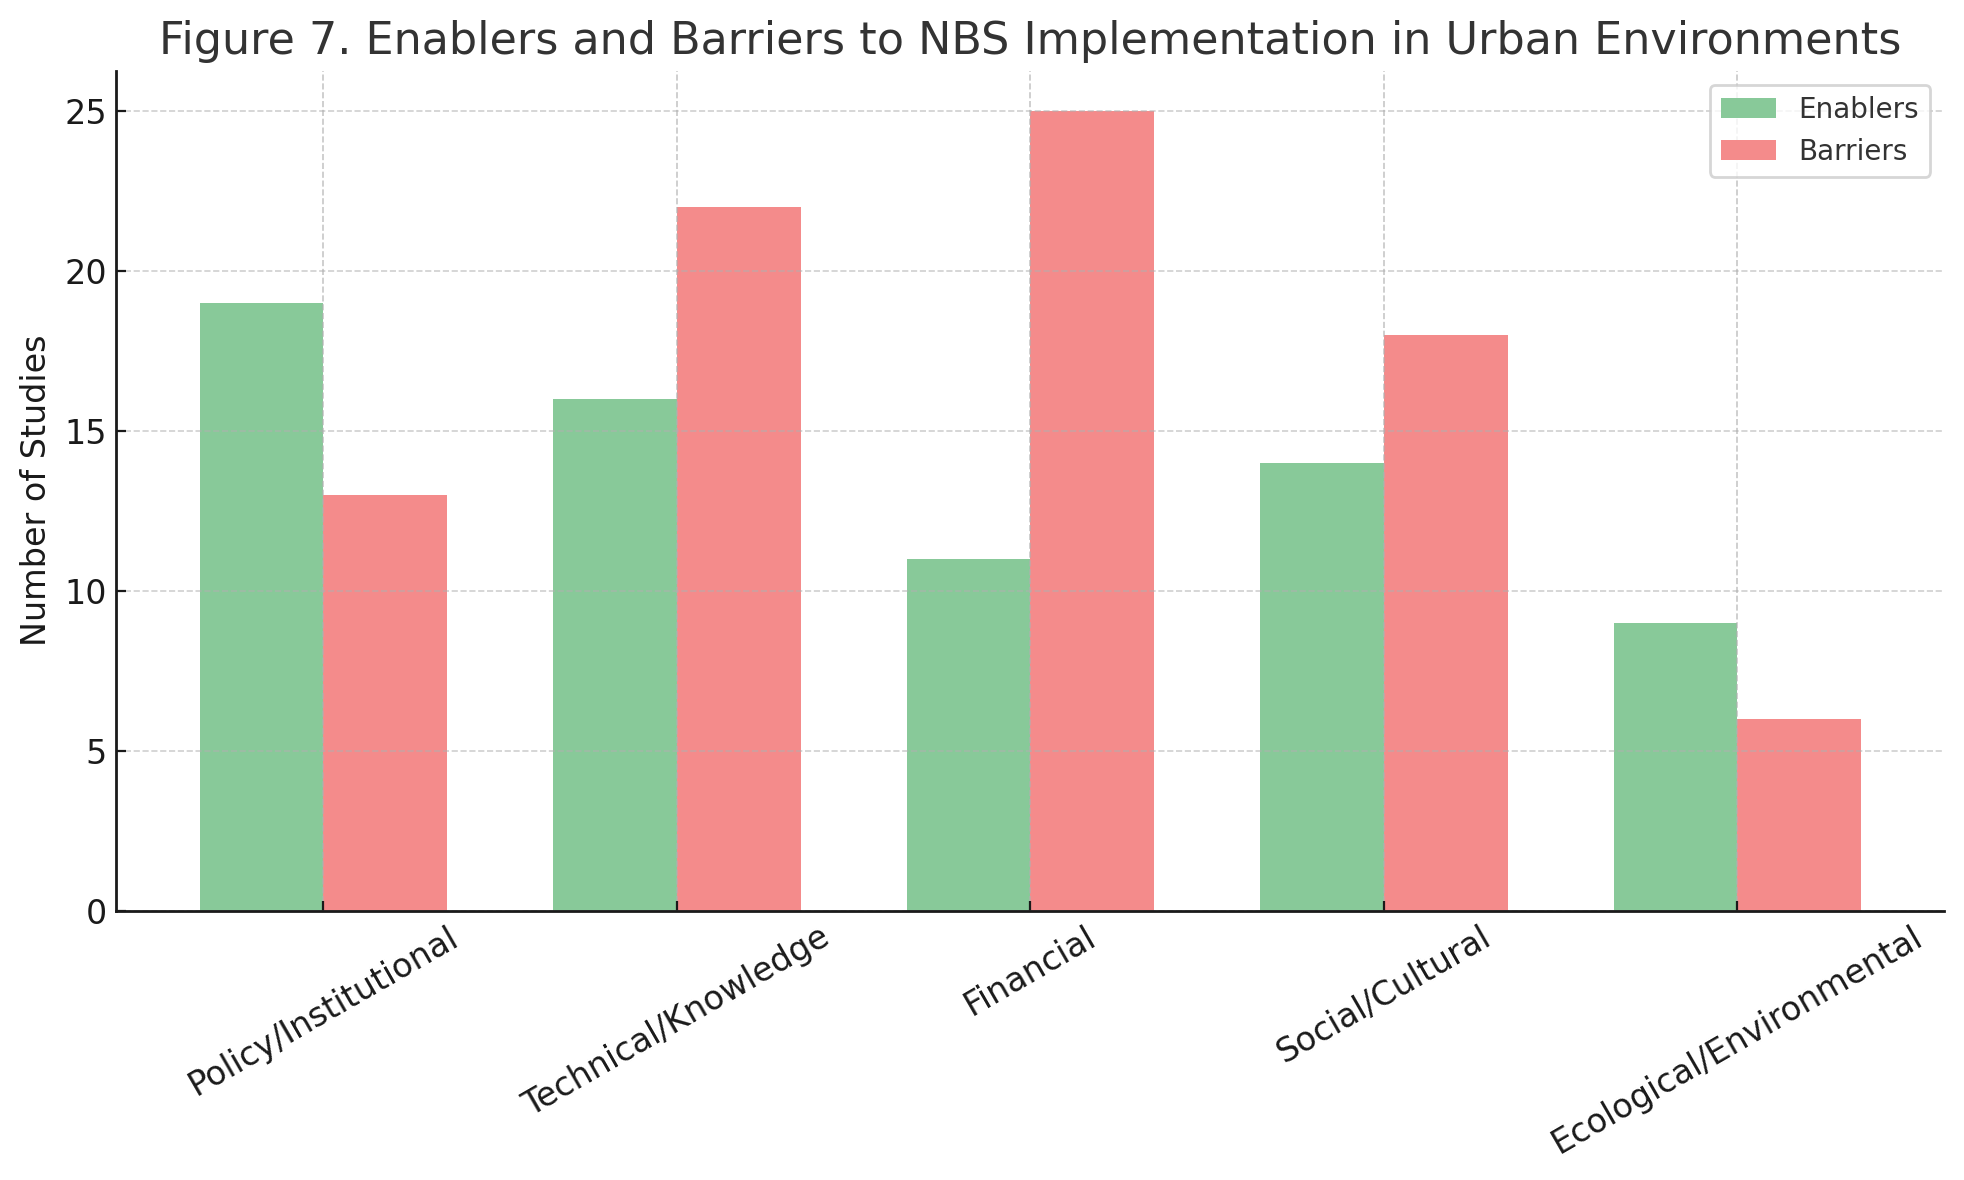 Figure 7. Enablers and Barriers to NBS Implementation in Urban Environments
Enablers
Barriers
Number of Studies
25
20
15
10
5
0
Policy/Institutional
Technical/Knowledge
Financial
Social/Cultural
Ecological/Environmental